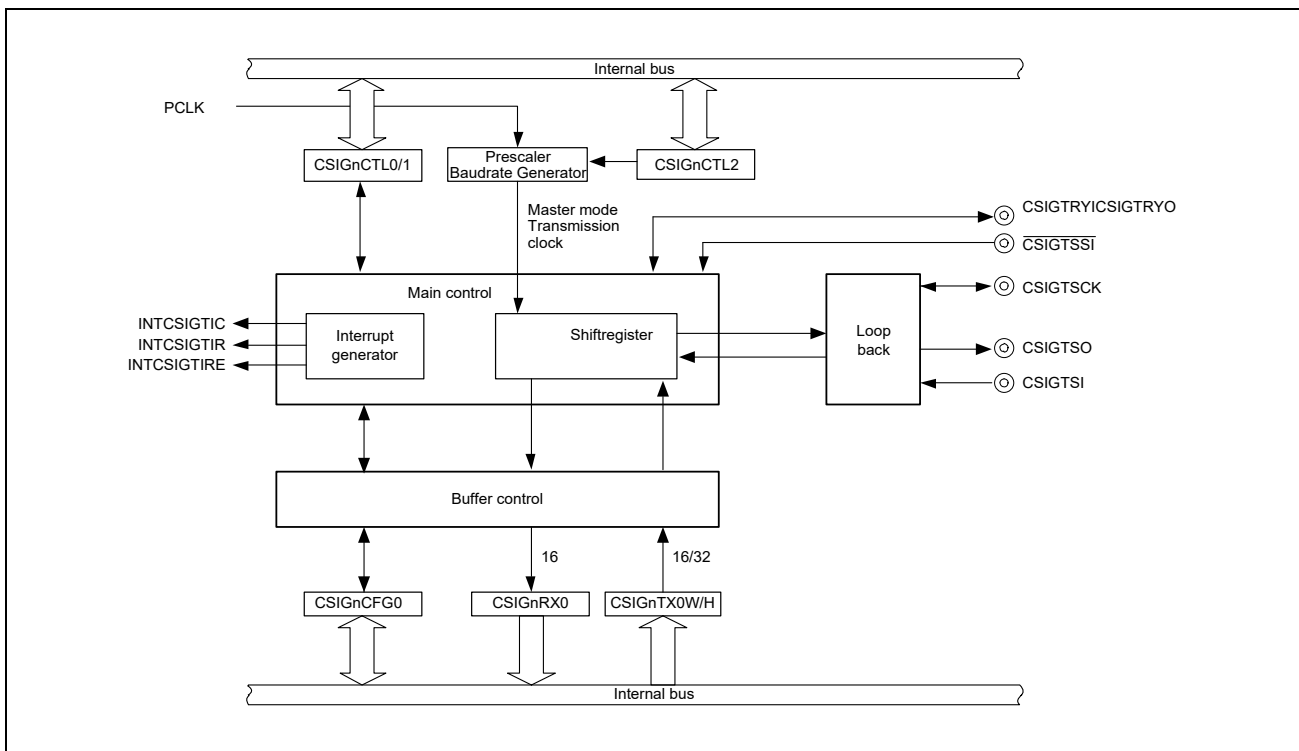 Internal bus
PCLK
CSIGnCTL0/1
Prescaler
Baudrate Generator
CSIGnCTL2
Master mode
Transmission
clock
CSIGTRYICSIGTRYO
CSIGTSSI
Main control
CSIGTSCK
INTCSIGTIC
INTCSIGTIR
INTCSIGTIRE
Interrupt
generator
Shiftregister
Loop
back
CSIGTSO
CSIGTSI
Buffer control
16
16/32
CSIGnCFG0
CSIGnRX0
CSIGnTX0W/H
Internal bus